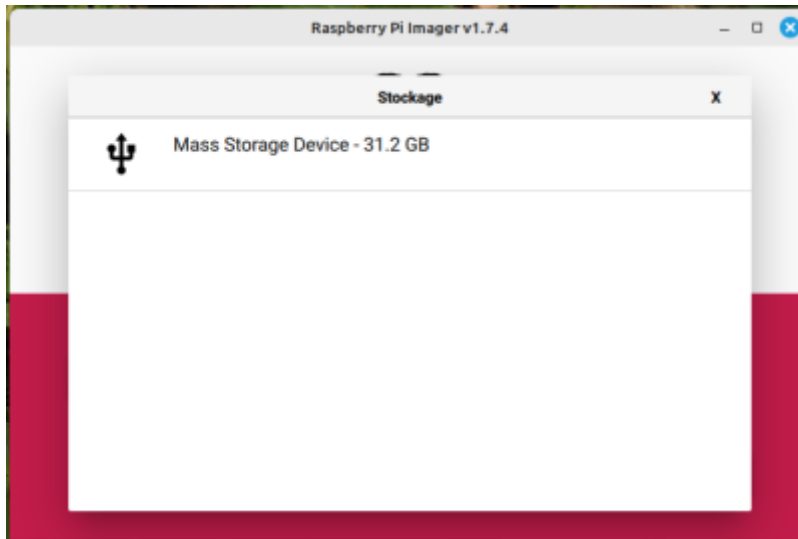 Raspberry Pi Imager v1.7.4
Stockage
X
Mass Storage Device - 31.2 GB